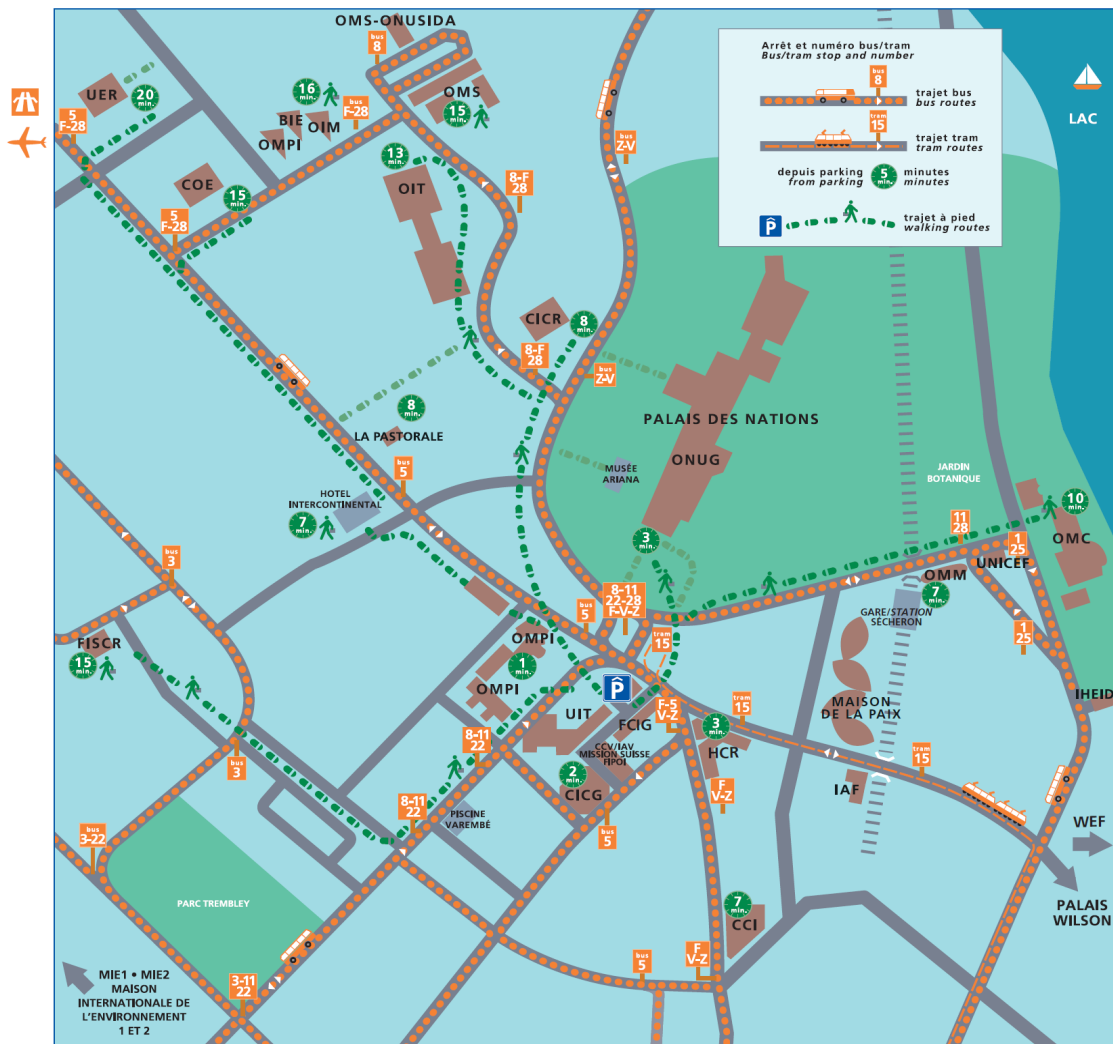 OMS-ONUSIDA
bus
8
Arrêt et numéro bus/tram
Bus/tram stop and number
bus
8
trajet bus
bus routes
tram
15
trajet tram
tram routes
depuis parking
from parking
5
min.
minutes
minutes
P
trajet à pied
walking routes
LAC
UER
20
min.
16
min.
BIE
OIM
OMPI
bus
F-28
OMS
15
min.
5
F-28
bus
Z-V
13
min.
OIT
COE
15
min.
8-F
28
5
F-28
CICR
8
min.
8-F
28
bus
Z-V
8
min.
LA PASTORALE
PALAIS DES NATIONS
ONUG
MUSÉE
ARIANA
JARDIN
BOTANIQUE
bus
5
HOTEL
INTERCONTINENTAL
7
min.
3
min.
10
min.
OMC
11
28
1
25
UNICEF
OMM
7
min.
GARE/STATION
SÉCHERON
bus
3
8-11
22-28
F-V-Z
bus
5
tram
15
1
25
FISCR
15
min.
OMPI
1
min.
OMPI
P
UIT
FCIG
F-5
V-Z
tram
15
3
min.
HCR
MAISON
DE LA PAIX
IHEID
CCV/IAV
MISSION SUISSE
FIPOI
8-11
22
bus
3
2
min.
CICG
IAF
tram
15
F
V-Z
8-11
22
PISCINE
VAREMBÉ
bus
5
bus
3-22
WEF
PARC TREMBLEY
7
min.
CCI
PALAIS
WILSON
F
V-Z
bus
5
3-11
22
MIE1 • MIE2
MAISON
INTERNATIONALE DE
L'ENVIRONNEMENT
1 ET 2